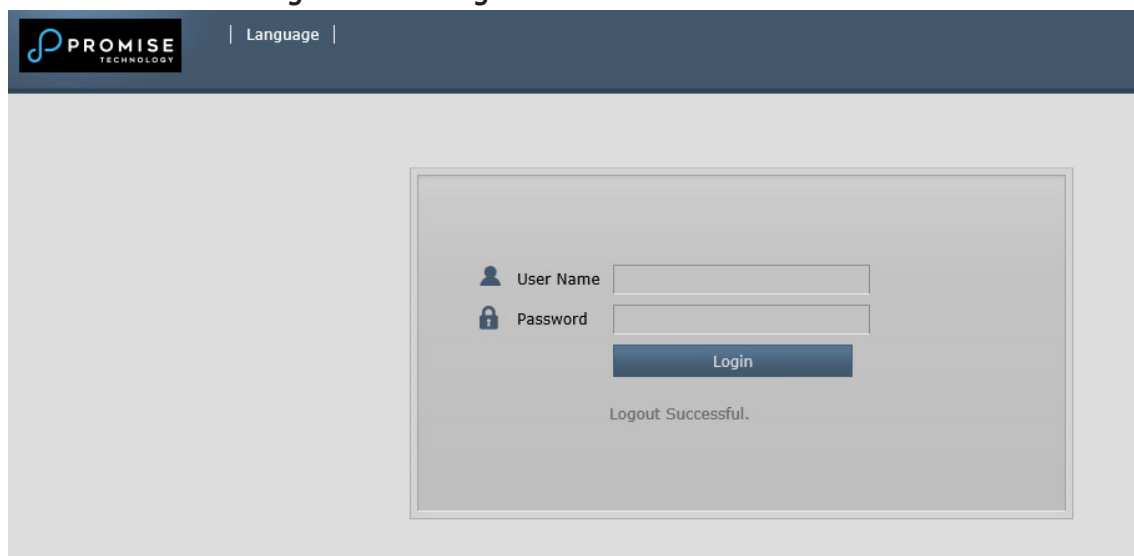 PROMISE
TECHNOLOGY
| Language |
User Name
Password
Login
Logout Successful.